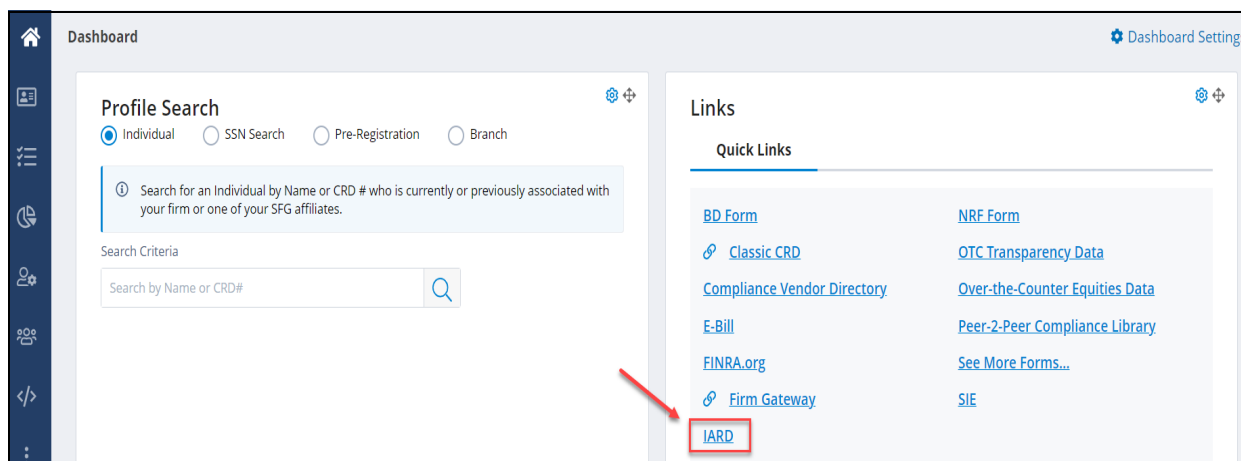 Dashboard
Dashboard Setting
Profile Search
Individual
SSN Search
Pre-Registration
Branch
Search for an Individual by Name or CRD # who is currently or previously associated with
your firm or one of your SFG affiliates.
Search Criteria
Search by Name or CRD#
Links
Quick Links
BD Form
Classic CRD
Compliance Vendor Directory
E-Bill
FINRA.org
Firm Gateway
IARD
NRF Form
OTC Transparency Data
Over-the-Counter Equities Data
Peer-2-Peer Compliance Library
See More Forms...
SIE